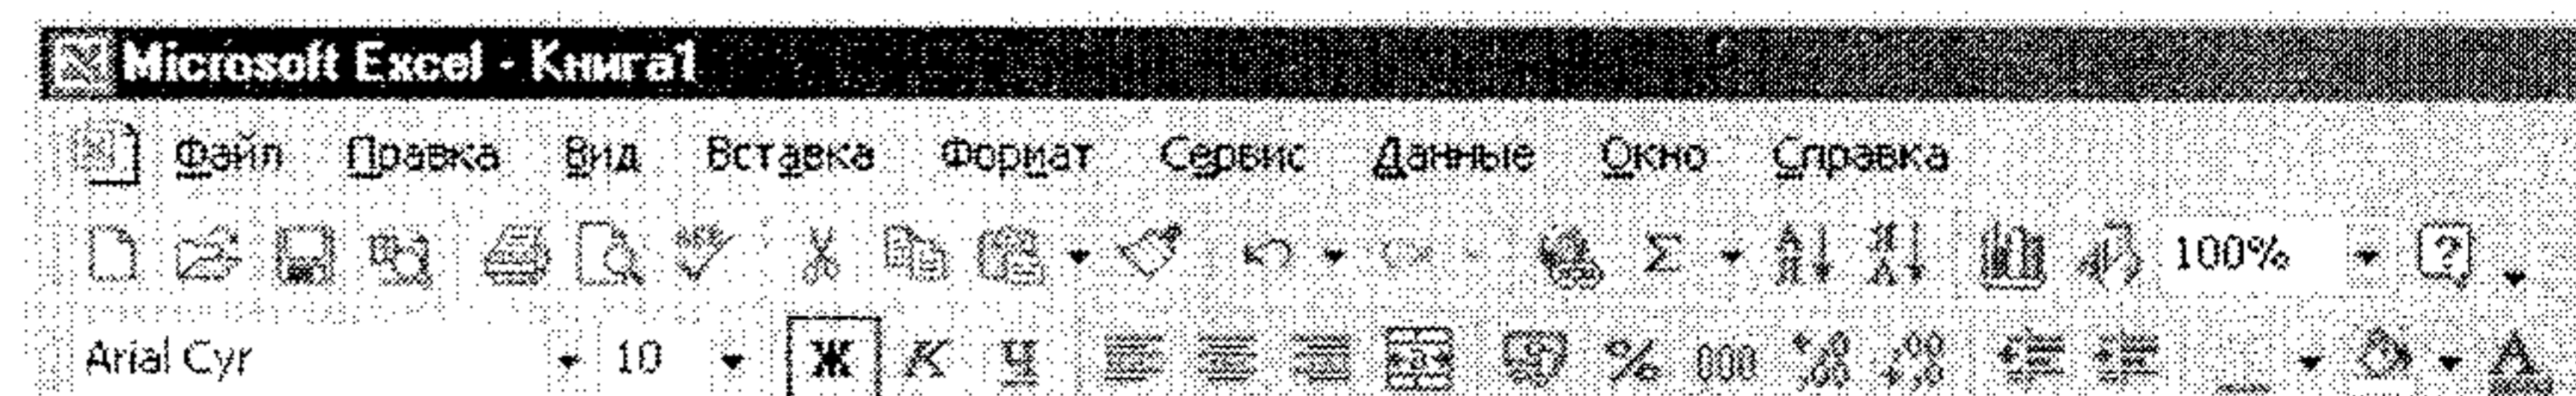 Microsoft Excel - Книга1
Файл Правка Вид Вставка Формат Сервис Данные Окно Справка
Σ 100% ?
Arial Cyr 10 Ж К Ч % 000 A